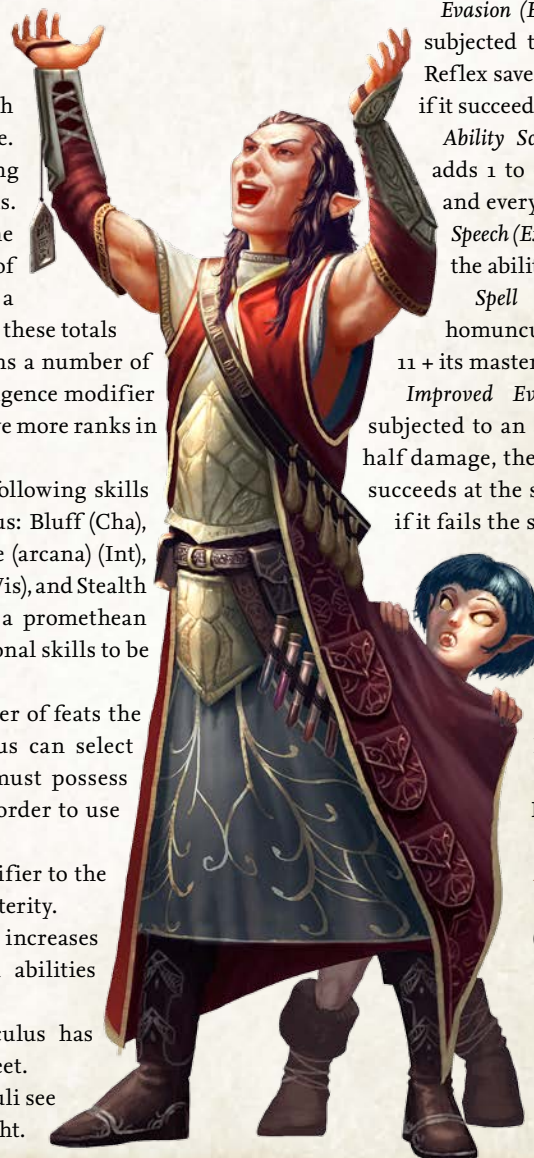 h
e.
ng
s.
ne
of
a
these totals
ns a number of
gence modifier
e more ranks in
ollowing skills
us: Bluff (Cha),
e (arcana) (Int),
Vis), and Stealth
a promethean
onal skills to be
er of feats the
us can select
must possess
order to use
ifier to the
terity.
increases
abilities
culus has
eet.
uli see
ht.
Evasion (E
subjected t
Reflex save
if it succeed
Ability Sc
adds 1 to
and every
Speech (E
the abilit
Spell
homuncu
11 + its master
Improved Ev
subjected to an
half damage, the
succeeds at the s
if it fails the s